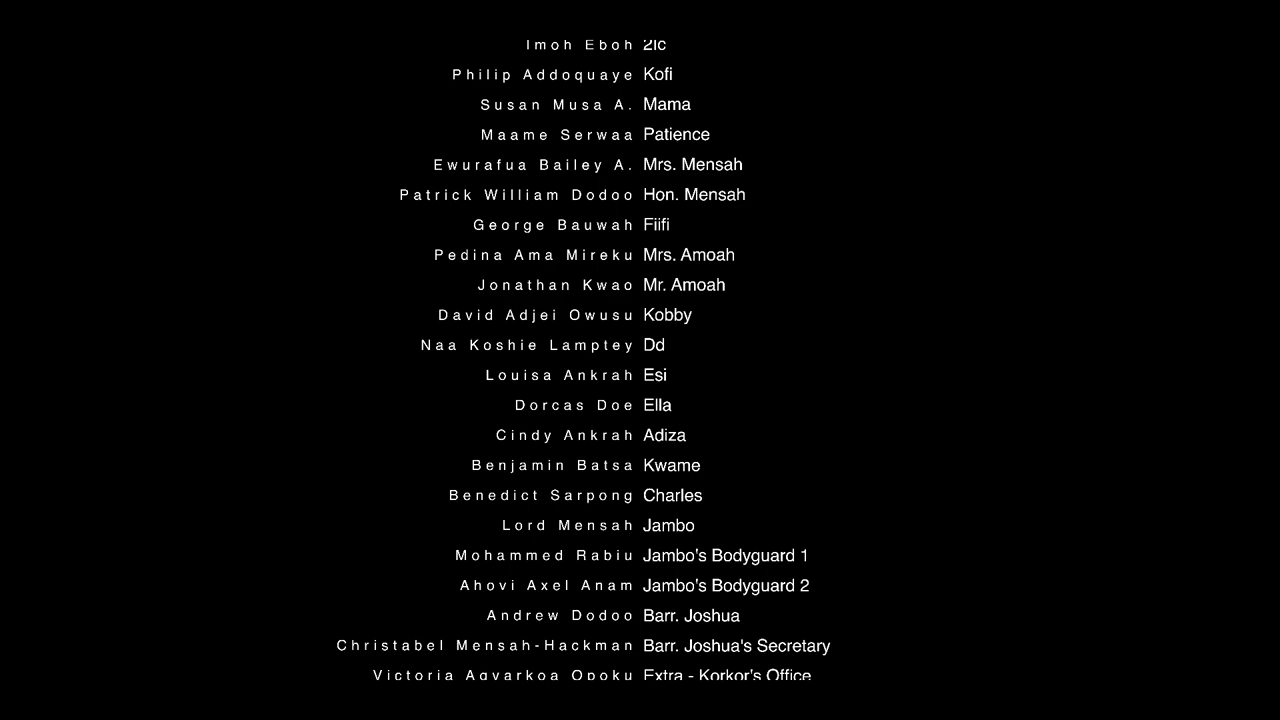 Imoh Eboh 2ic
Philip Addoquaye Kofi
Susan Musa A. Mama
Maame Serwaa Patience
Ewurafua Bailey A. Mrs. Mensah
Patrick William Dodoo Hon. Mensah
George Bauwah Fiifi
Pedina Ama Mireku Mrs. Amoah
Jonathan Kwao Mr. Amoah
David Adjei Owusu Kobby
Naa Koshie Lamptey Dd
Louisa Ankrah Esi
Dorcas Doe Ella
Cindy Ankrah Adiza
Benjamin Batsa Kwame
Benedict Sarpong Charles
Lord Mensah Jambo
Mohammed Rabiu Jambo's Bodyguard 1
Ahovi Axel Anam Jambo's Bodyguard 2
Andrew Dodoo Barr. Joshua
Christabel Mensah-Hackman Barr. Joshua's Secretary
Victoria Agyarkoa Opoku Extra - Korkor's Office